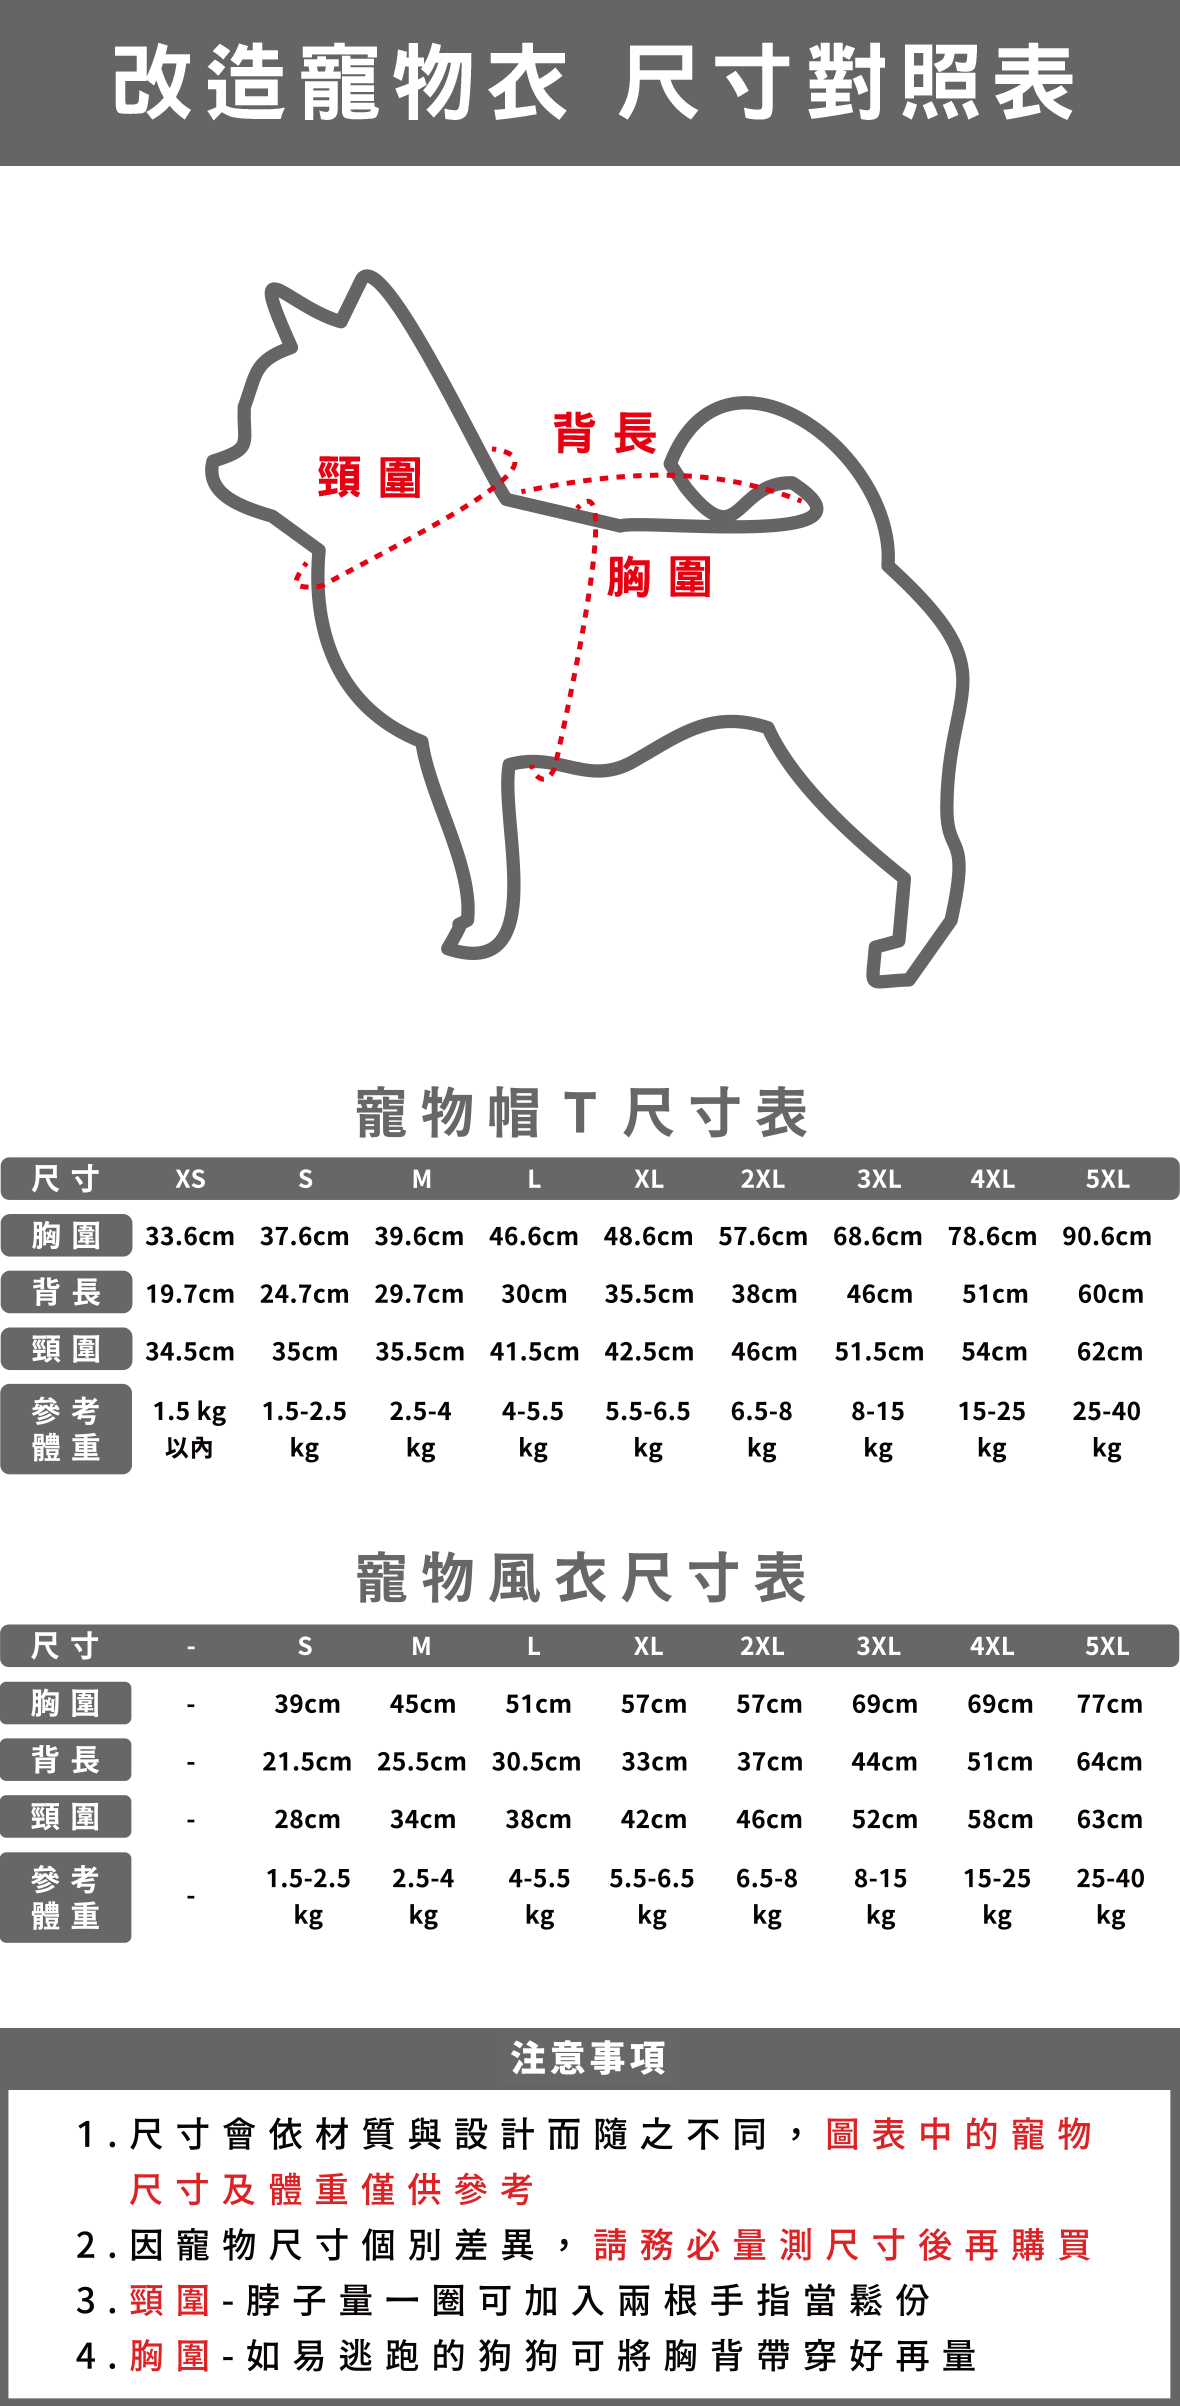 改造寵物衣 尺寸對照表
背長
頸圍
胸圍
寵物帽T 尺寸表
尺寸 XS S M L XL 2XL 3XL 4XL 5XL
胸圍 33.6cm 37.6cm 39.6cm 46.6cm 48.6cm 57.6cm 68.6cm 78.6cm 90.6cm
背長 19.7cm 24.7cm 29.7cm 30cm 35.5cm 38cm 46cm 51cm 60cm
頸圍 34.5cm 35cm 35.5cm 41.5cm 42.5cm 46cm 51.5cm 54cm 62cm
參考 1.5 kg 1.5-2.5 2.5-4 4-5.5 5.5-6.5 6.5-8 8-15 15-25 25-40
體重 以內 kg kg kg kg kg kg kg kg
寵物風衣尺寸表
尺寸 - S M L XL 2XL 3XL 4XL 5XL
胸圍 - 39cm 45cm 51cm 57cm 57cm 69cm 69cm 77cm
背長 - 21.5cm 25.5cm 30.5cm 33cm 37cm 44cm 51cm 64cm
頸圍 - 28cm 34cm 38cm 42cm 46cm 52cm 58cm 63cm
參考 - 1.5-2.5 2.5-4 4-5.5 5.5-6.5 6.5-8 8-15 15-25 25-40
體重 kg kg kg kg kg kg kg kg
注意事項
1.尺寸會依材質與設計而隨之不同，圖表中的寵物
尺寸及體重僅供參考
2.因寵物尺寸個別差異，請務必量測尺寸後再購買
3.頸圍-脖子量一圈可加入兩根手指當鬆份
4.胸圍-如易逃跑的狗狗可將胸背帶穿好再量